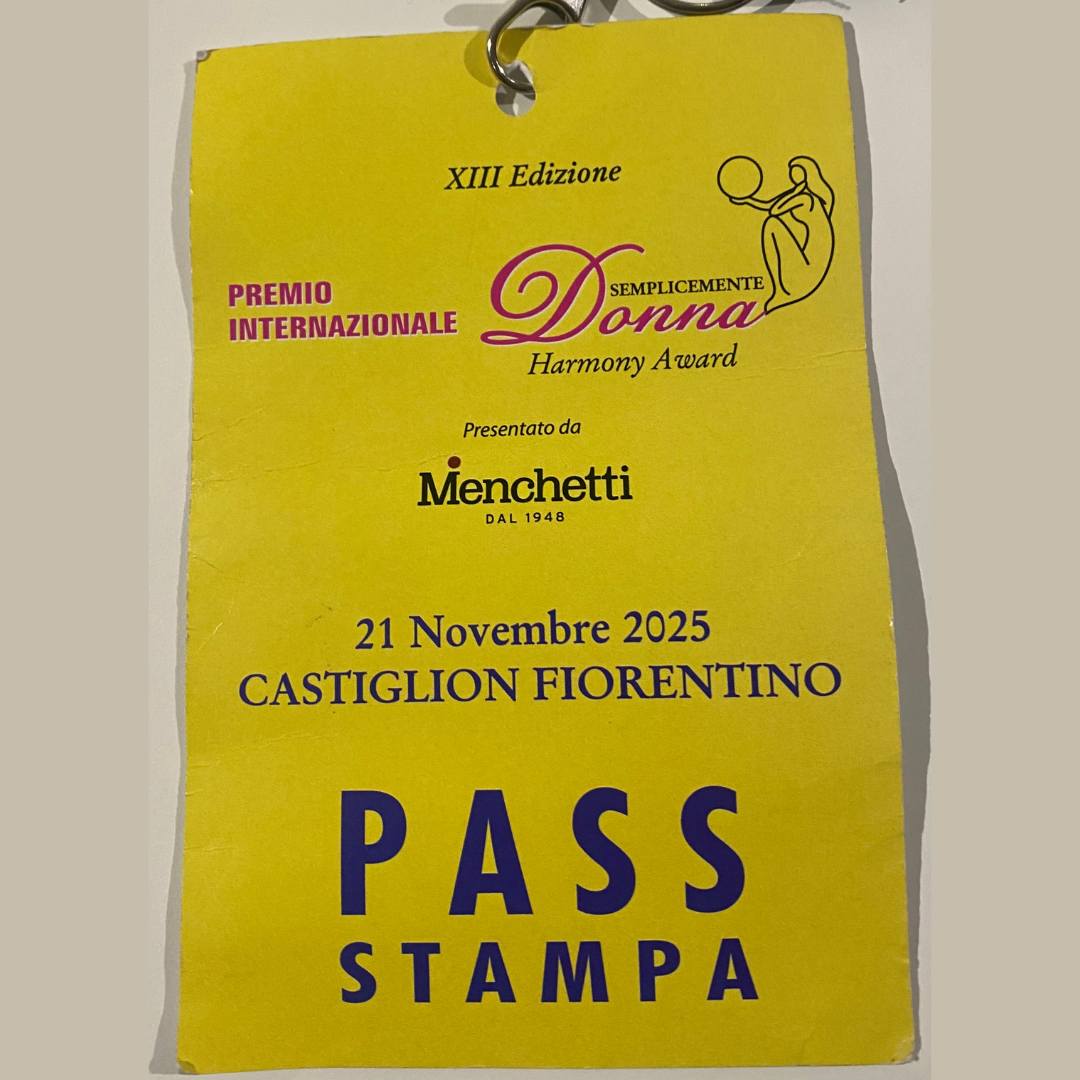 XIII Edizione
PREMIO
INTERNAZIONALE
SEMPLICEMENTE
Donna
Harmony Award
Presentato da
Menchetti
DAL 1948
21 Novembre 2025
CASTIGLION FIORENTINO
PASS
STAMPA